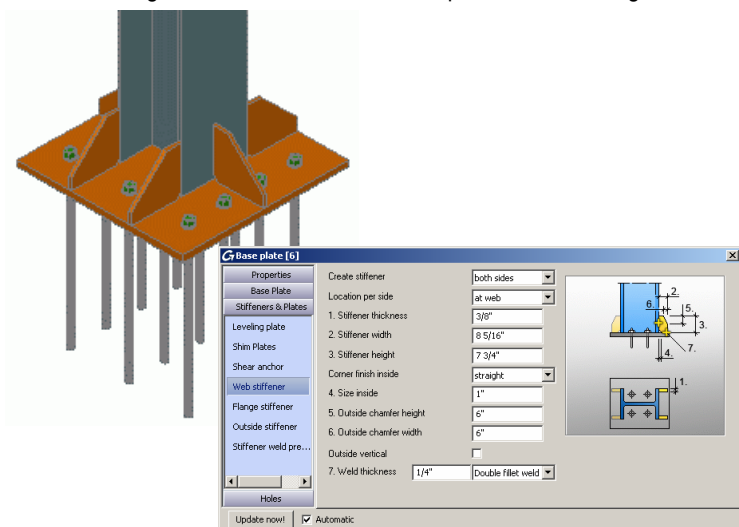 Base plate [6]
Properties
Base Plate
Stiffeners & Plates
Leveling plate
Shim Plates
Shear anchor
Web stiffener
Flange stiffener
Outside stiffener
Stiffener weld pre...
Holes
Create stiffener both sides
Location per side at web
1. Stiffener thickness 3/8"
2. Stiffener width 8 5/16"
3. Stiffener height 7 3/4"
Corner finish inside straight
4. Size inside 1"
5. Outside chamfer height 6"
6. Outside chamfer width 6"
Outside vertical
7. Weld thickness 1/4" Double fillet weld
2.
6.
5.
3.
7.
4.
1.
Update now! Automatic